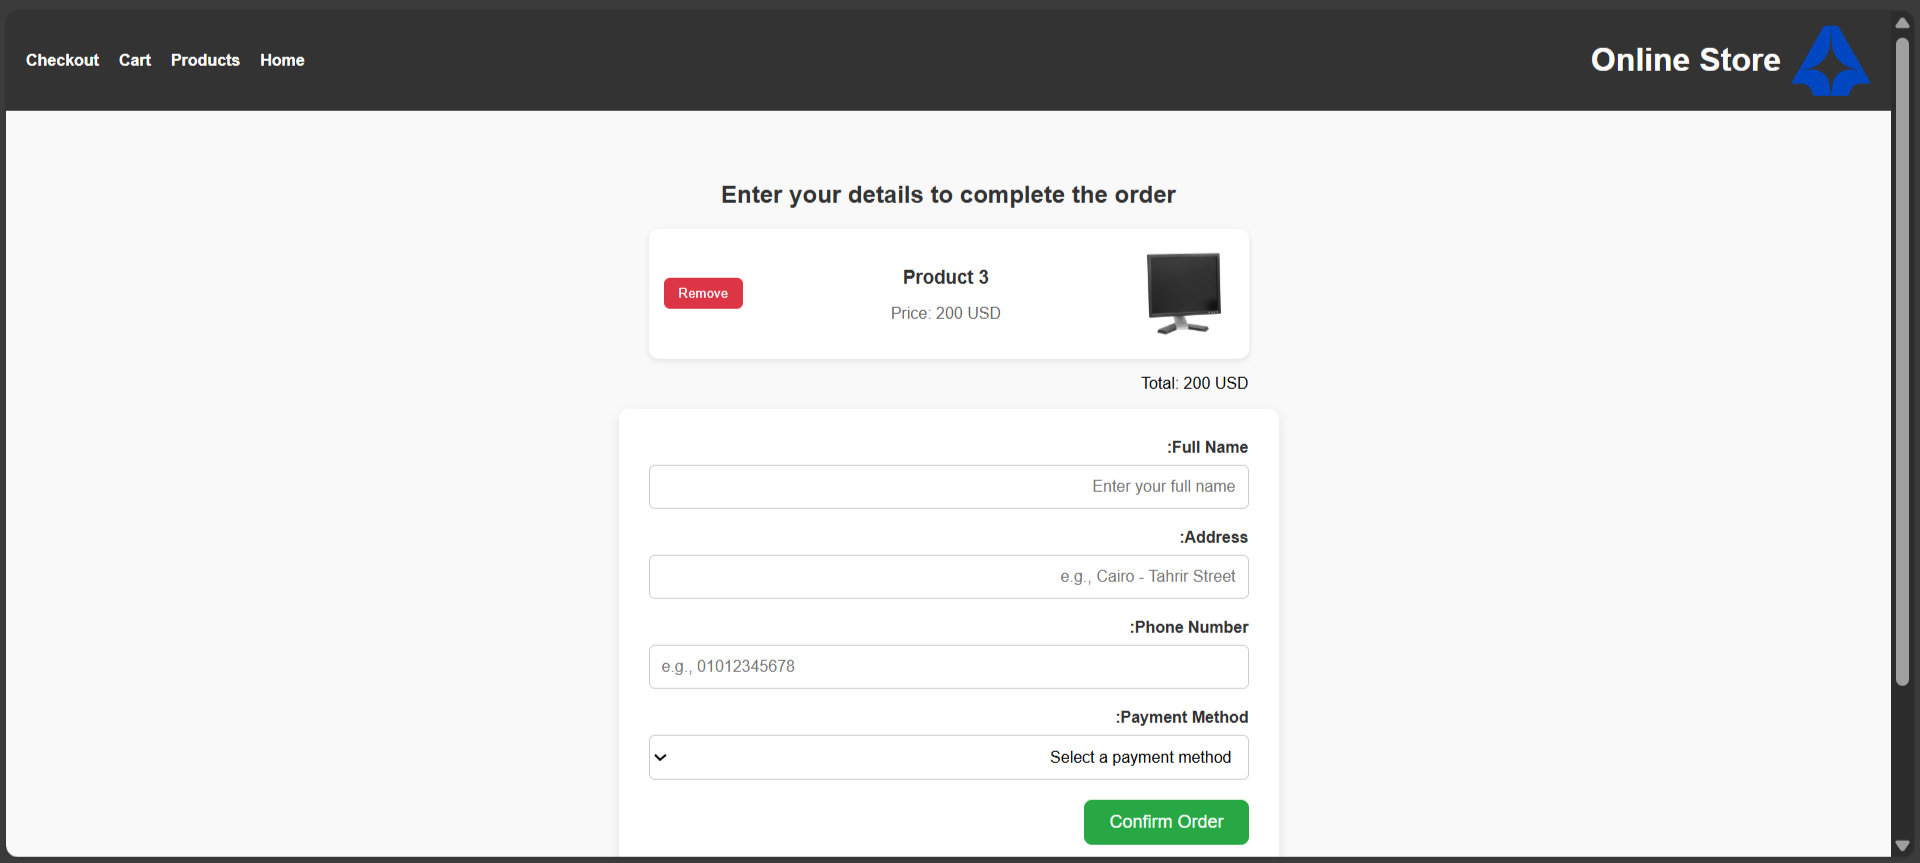 Checkout Cart Products Home
Online Store
Enter your details to complete the order
Remove
Product 3
Price: 200 USD
Total: 200 USD
:Full Name
Enter your full name
:Address
e.g., Cairo - Tahrir Street
:Phone Number
e.g., 01012345678
:Payment Method
Select a payment method
Confirm Order